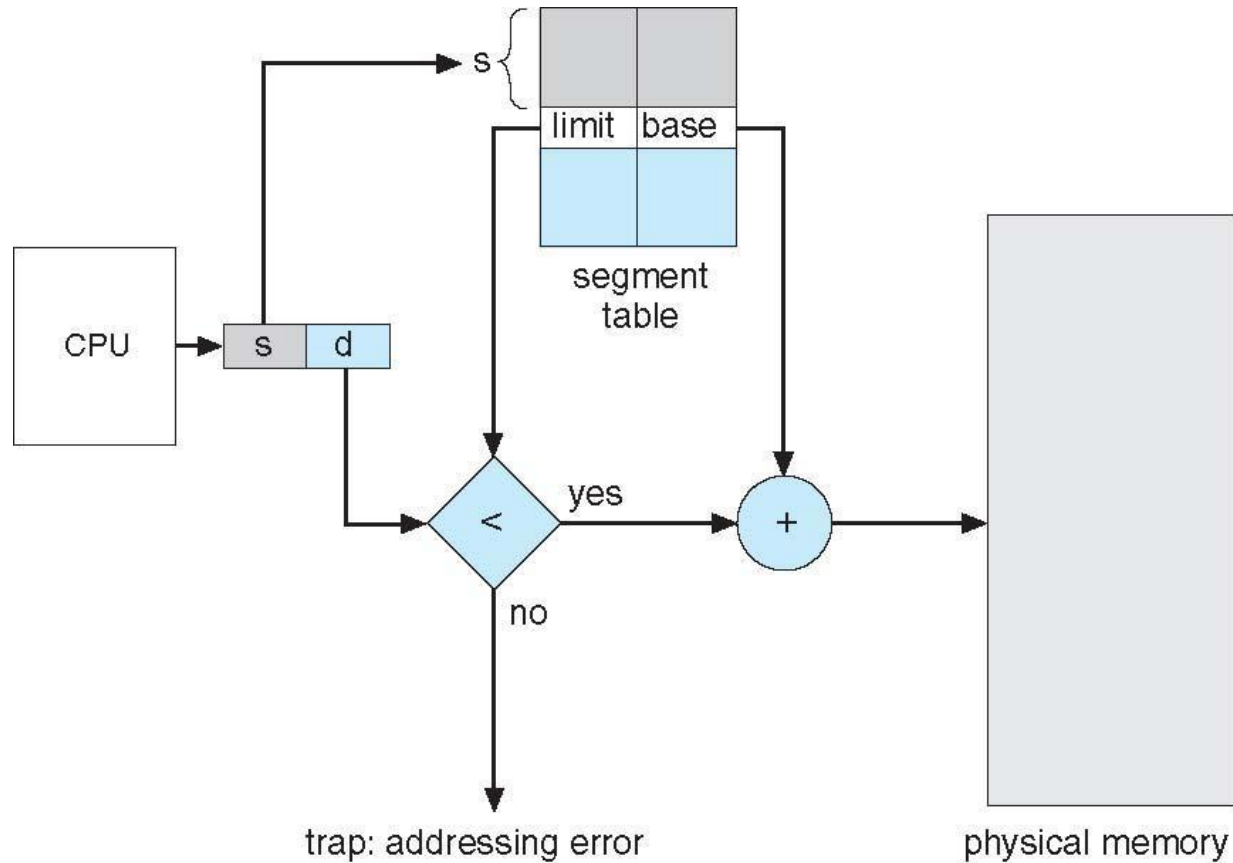 s
limit base
segment
table
CPU
s d
< yes +
no
trap: addressing error
physical memory